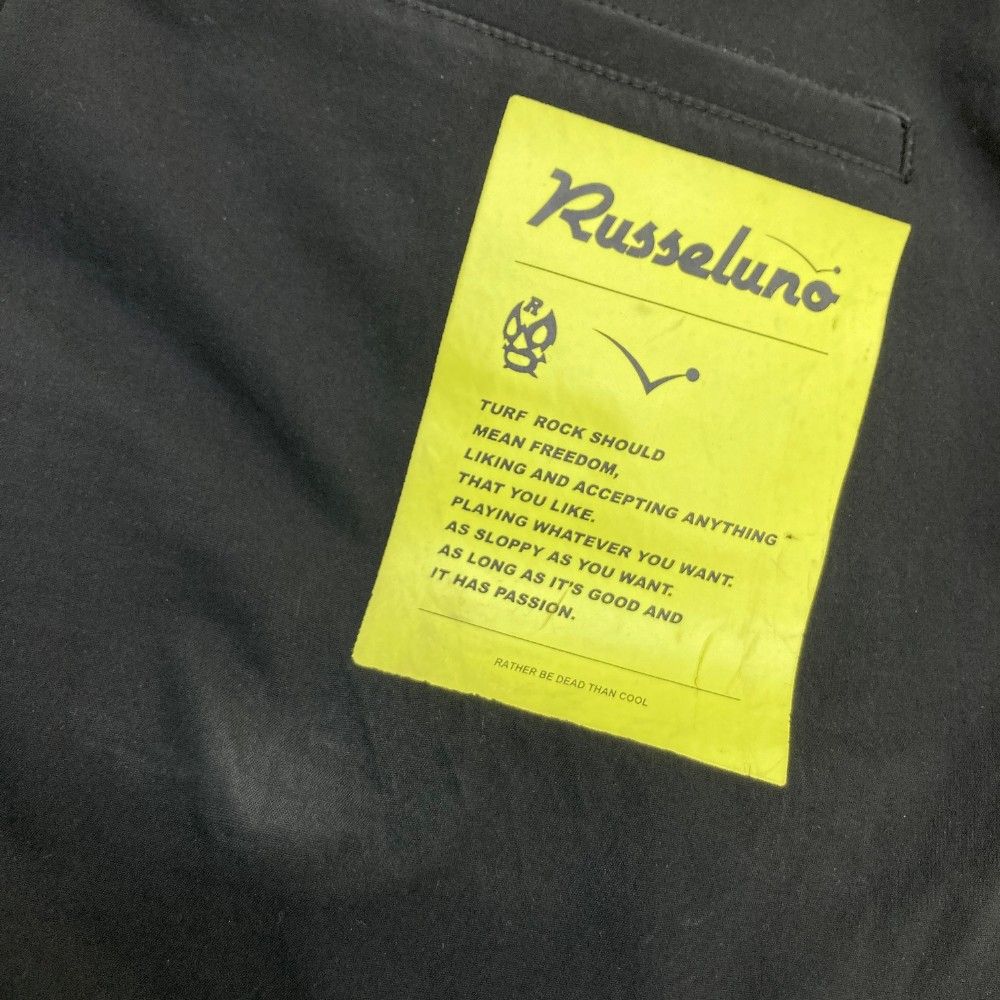 Russeluno
R
TURF ROCK SHOULD
MEAN FREEDOM,
LIKING AND ACCEPTING ANYTHING
THAT YOU LIKE.
PLAYING WHATEVER YOU WANT.
AS SLOPPY AS YOU WANT.
AS LONG AS IT'S GOOD AND
IT HAS PASSION.
RATHER BE DEAD THAN COOL